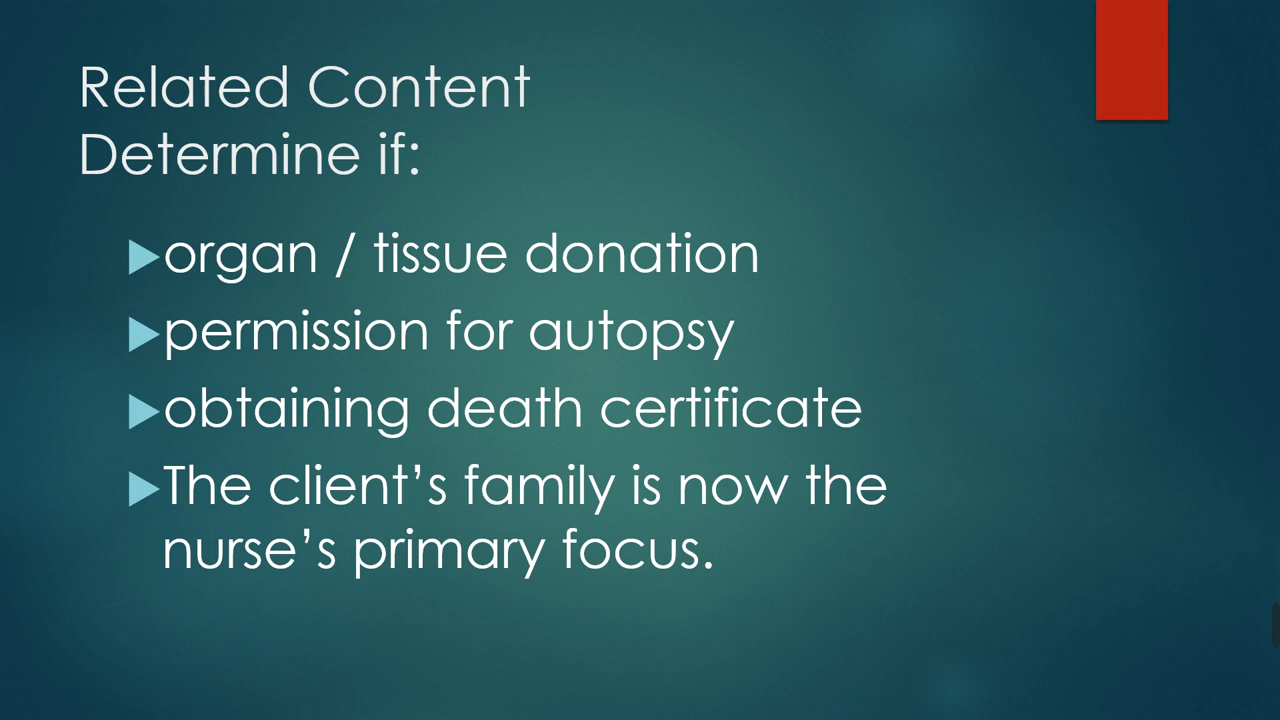 Related Content
Determine if:
organ / tissue donation
permission for autopsy
obtaining death certificate
The client’s family is now the
nurse’s primary focus.